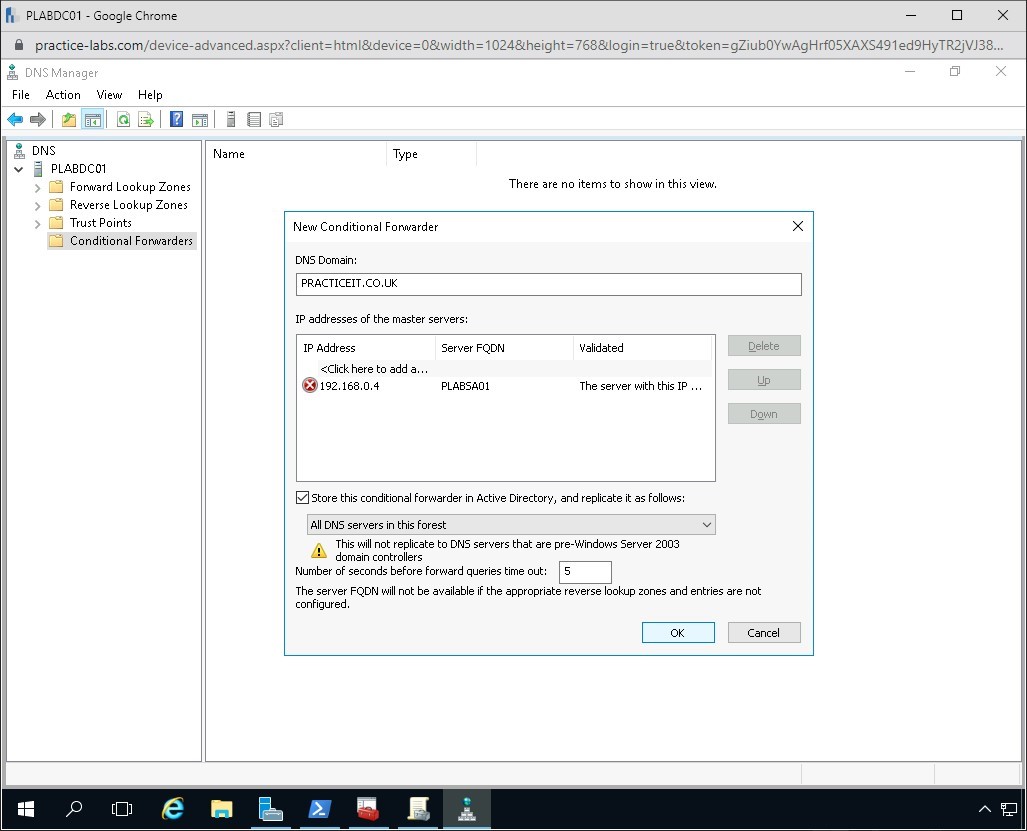 PLABDC01 - Google Chrome
practice-labs.com/device-advanced.aspx?client=html&device=0&width=1024&height=768&login=true&token=gZiub0YwAgHrf05XAXS491ed9HyTR2jVJ38...
DNS Manager
File Action View Help
DNS
PLABDC01
Forward Lookup Zones
Reverse Lookup Zones
Trust Points
Conditional Forwarders
Name Type
There are no items to show in this view.
New Conditional Forwarder
DNS Domain:
PRACTICEIT.CO.UK
IP addresses of the master servers:
IP Address Server FQDN Validated
<Click here to add a...
192.168.0.4 PLABSA01 The server with this IP ...
Delete
Up
Down
Store this conditional forwarder in Active Directory, and replicate it as follows:
All DNS servers in this forest
This will not replicate to DNS servers that are pre-Windows Server 2003
domain controllers
Number of seconds before forward queries time out: 5
The server FQDN will not be available if the appropriate reverse lookup zones and entries are not
configured.
OK Cancel